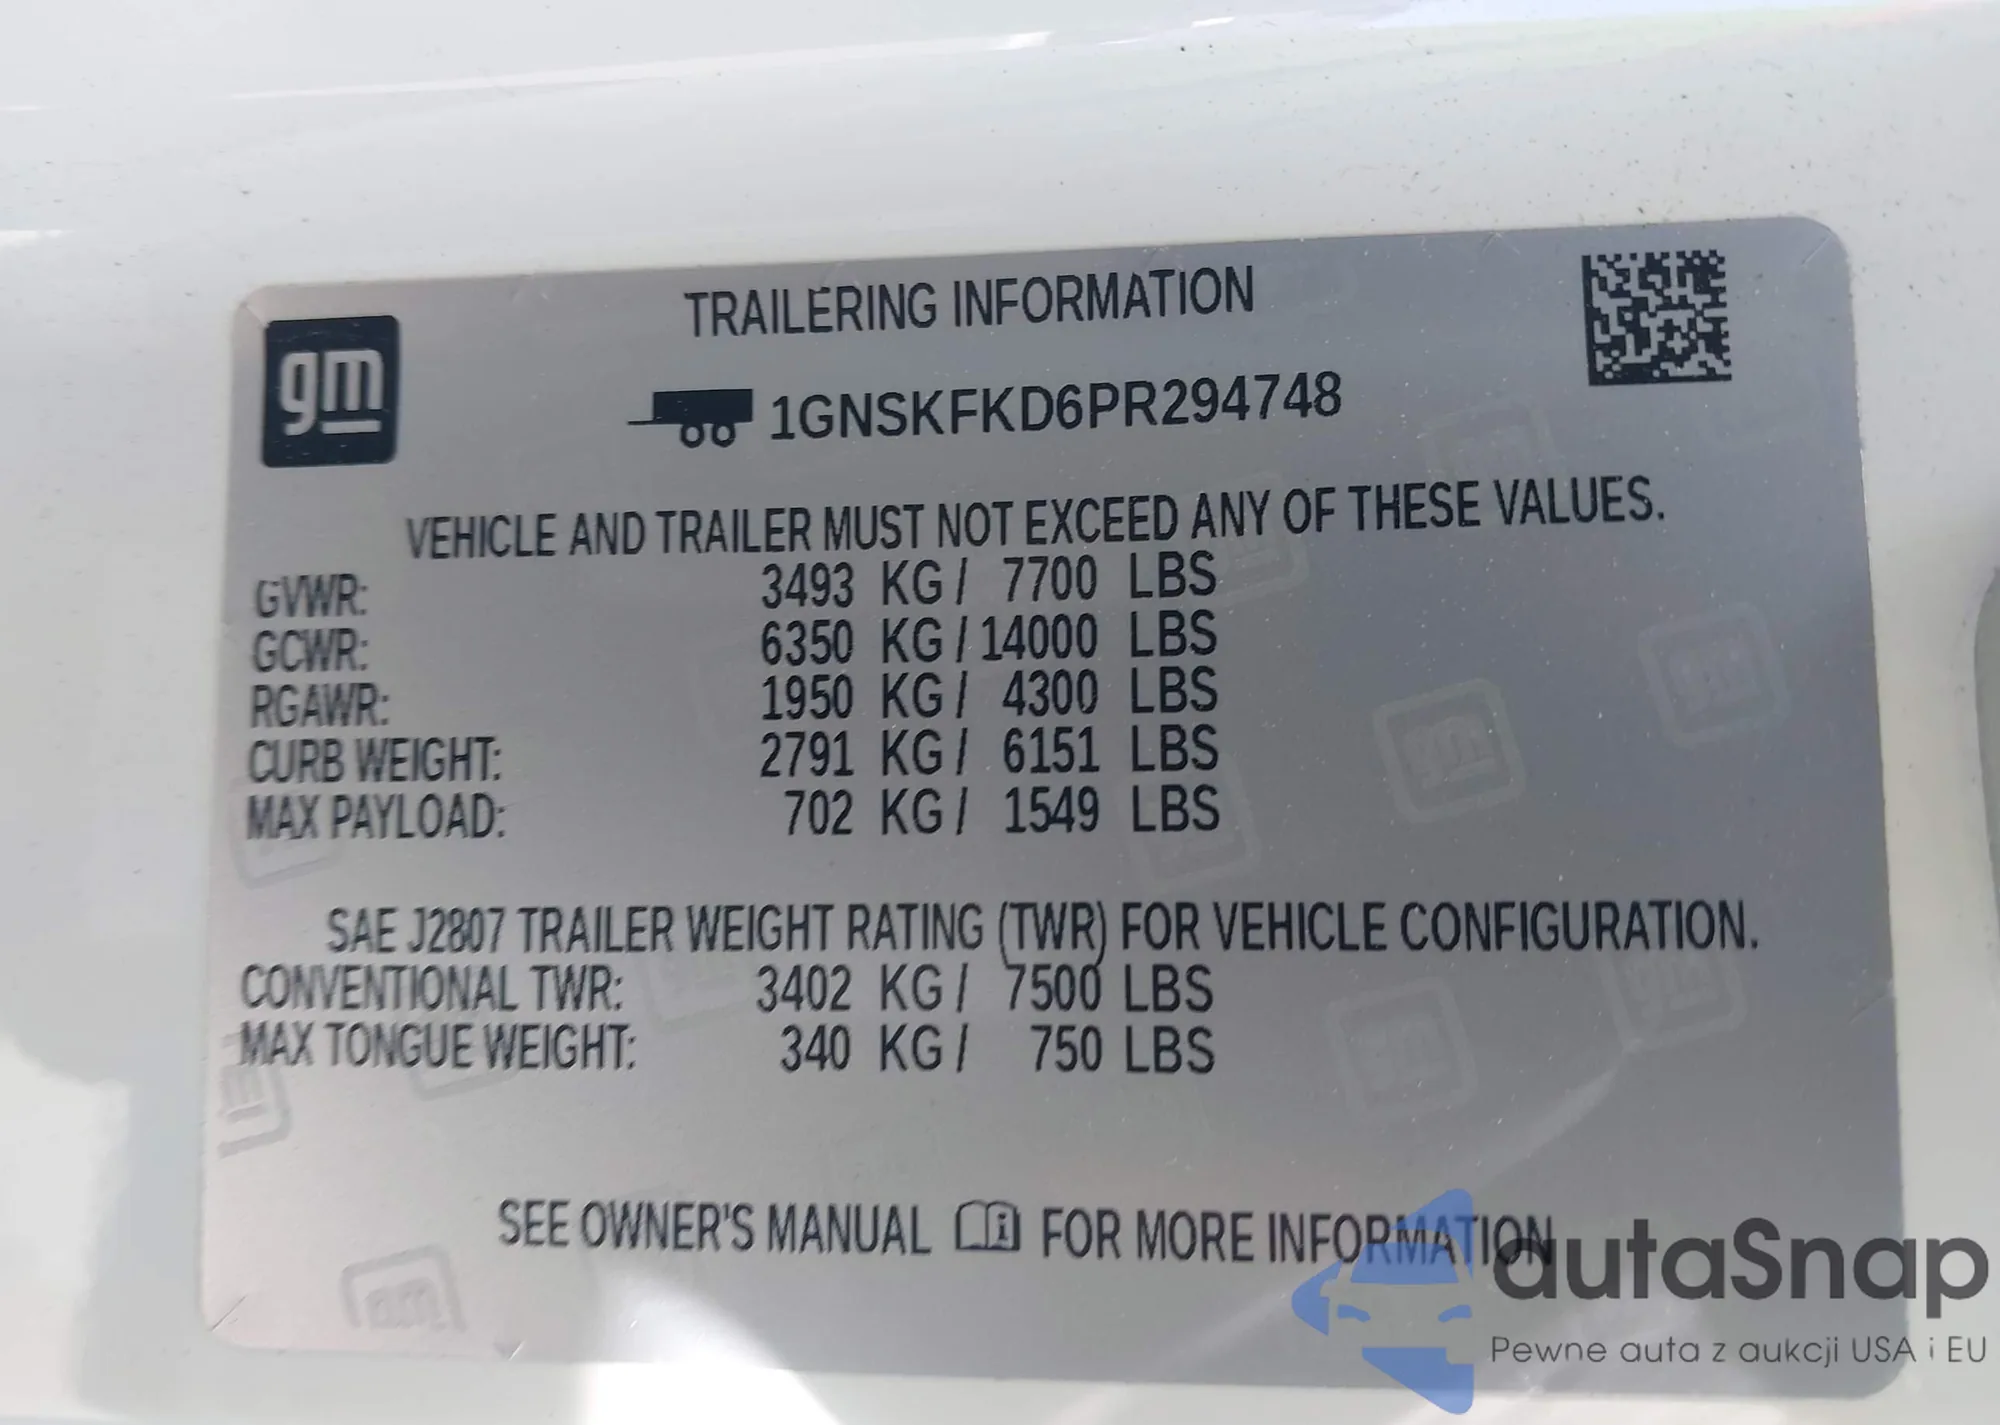 gm
TRAILERING INFORMATION
1GNSKFKD6PR294748
VEHICLE AND TRAILER MUST NOT EXCEED ANY OF THESE VALUES.
GVWR: 3493 KG / 7700 LBS
GCWR: 6350 KG / 14000 LBS
RGAWR: 1950 KG / 4300 LBS
CURB WEIGHT: 2791 KG / 6151 LBS
MAX PAYLOAD: 702 KG / 1549 LBS
SAE J2807 TRAILER WEIGHT RATING (TWR) FOR VEHICLE CONFIGURATION.
CONVENTIONAL TWR: 3402 KG / 7500 LBS
MAX TONGUE WEIGHT: 340 KG / 750 LBS
SEE OWNER'S MANUAL i FOR MORE INFORMATION
autaSnap
Pewne auta z aukcji USA i EU